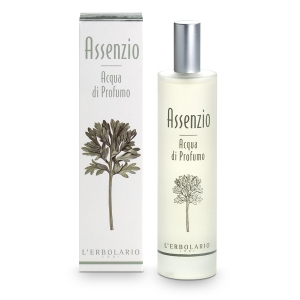 Assenzio
Acqua
di Profumo
L'ERBOLARIO
Assenzio
Acqua
di Profumo
L'ERBOLARIO